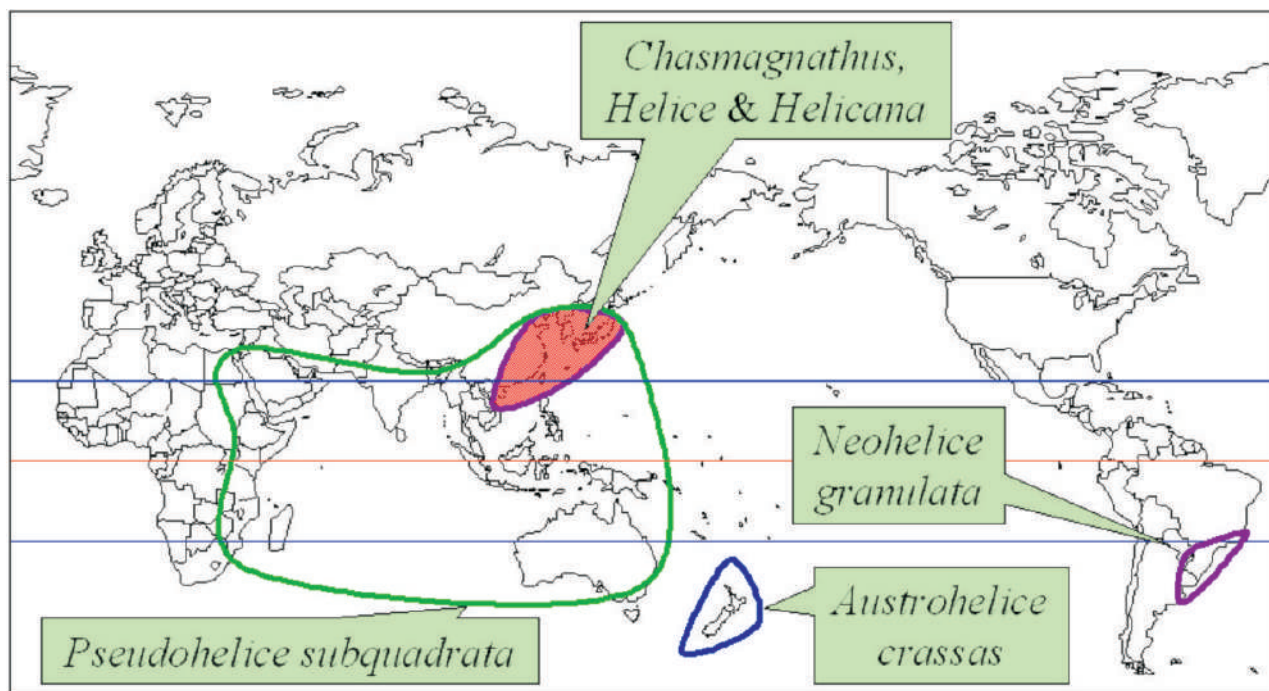 Chasmagnathus,
Helice & Helicana
Neohelice
granulata
Austrohelice
crassas
Pseudohelice subquadrata